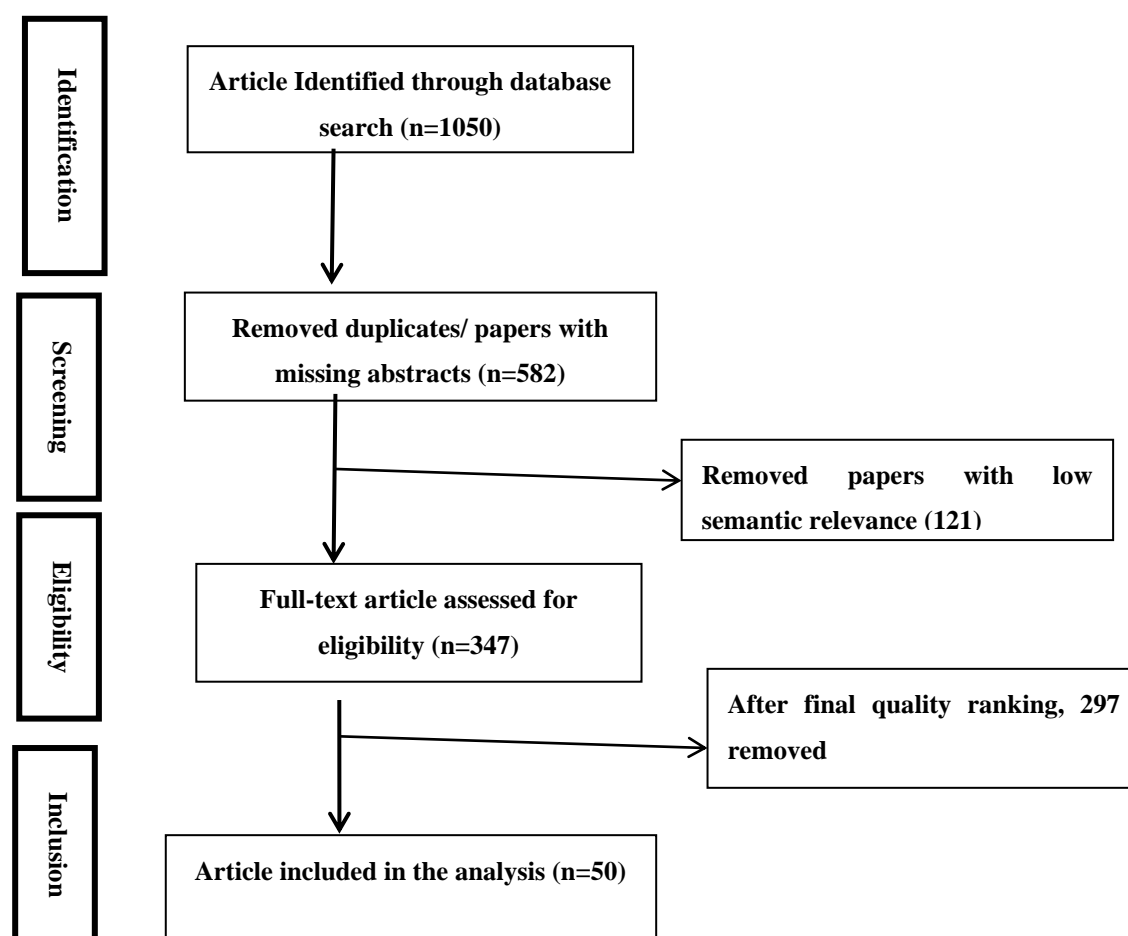 Identification
Article Identified through database
search (n=1050)
Screening
Removed duplicates/ papers with
missing abstracts (n=582)
Removed papers with low
semantic relevance (121)
Eligibility
Full-text article assessed for
eligibility (n=347)
After final quality ranking, 297
removed
Inclusion
Article included in the analysis (n=50)